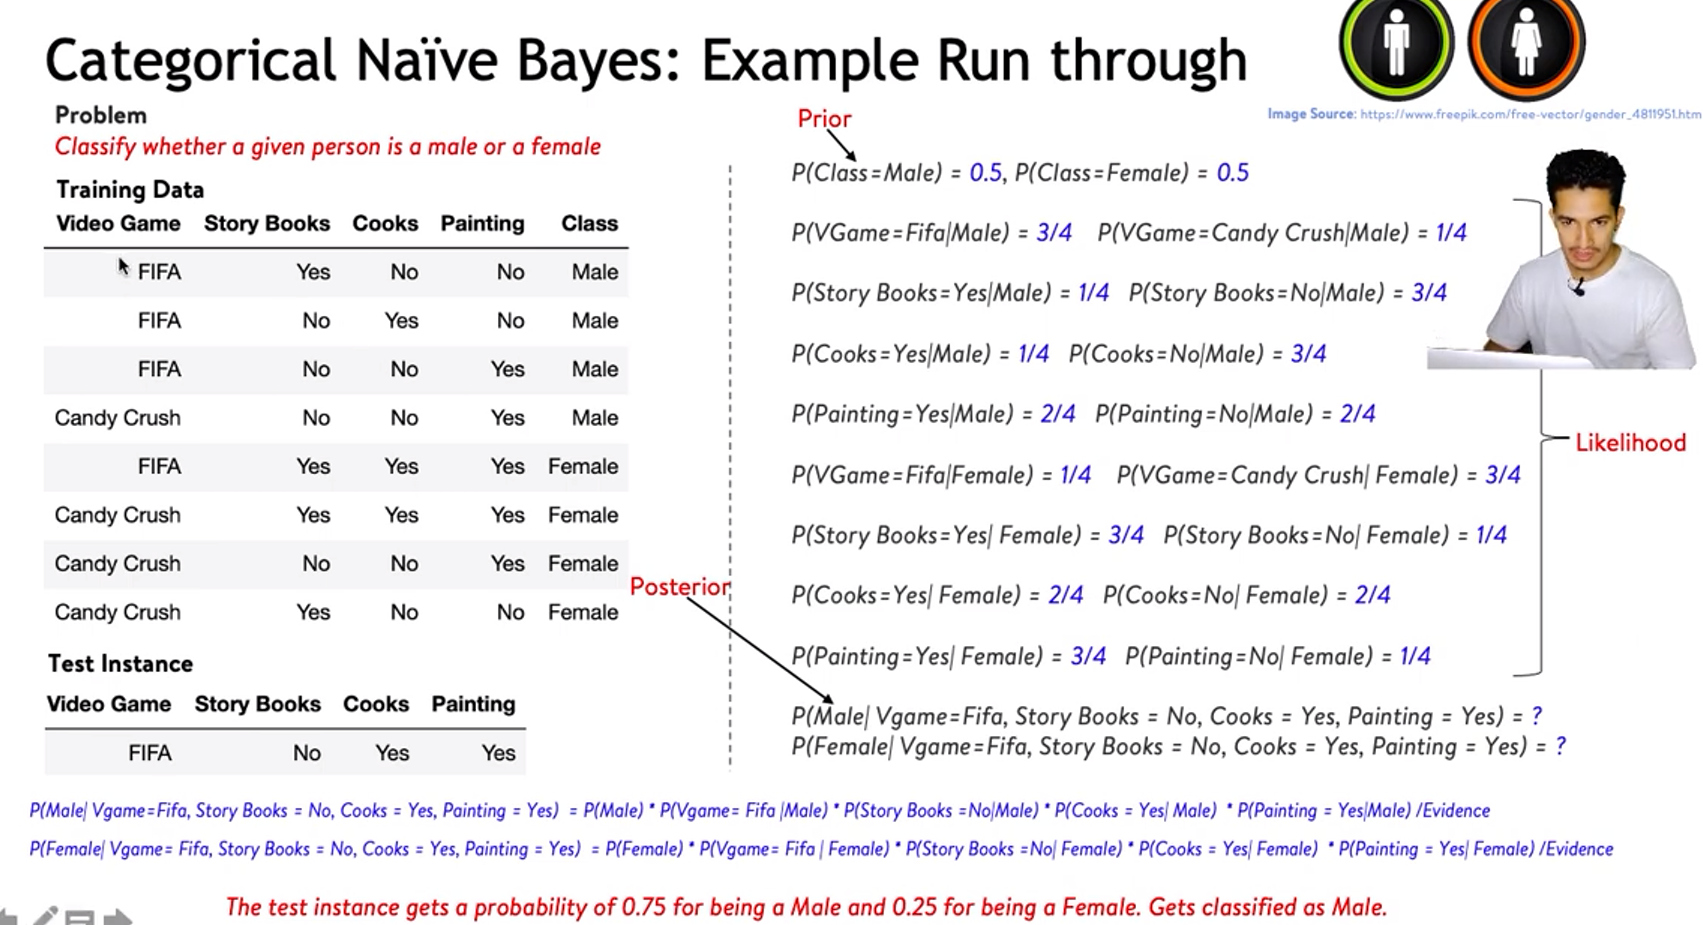 Categorical Naïve Bayes: Example Run through
Image Source: https://www.freepik.com/free-vector/gender_4811951.htm
Problem
Classify whether a given person is a male or a female
Training Data
Video Game Story Books Cooks Painting Class
FIFA Yes No No Male
FIFA No Yes No Male
FIFA No No Yes Male
Candy Crush No No Yes Male
FIFA Yes Yes Yes Female
Candy Crush Yes Yes Yes Female
Candy Crush No No Yes Female
Candy Crush Yes No No Female
Test Instance
Video Game Story Books Cooks Painting
FIFA No Yes Yes
Prior
P(Class=Male) = 0.5, P(Class=Female) = 0.5
P(VGame=Fifa|Male) = 3/4 P(VGame=Candy Crush|Male) = 1/4
P(Story Books=Yes|Male) = 1/4 P(Story Books=No|Male) = 3/4
P(Cooks=Yes|Male) = 1/4 P(Cooks=No|Male) = 3/4
P(Painting=Yes|Male) = 2/4 P(Painting=No|Male) = 2/4
P(VGame=Fifa|Female) = 1/4 P(VGame=Candy Crush| Female) = 3/4
P(Story Books=Yes| Female) = 3/4 P(Story Books=No| Female) = 1/4
P(Cooks=Yes| Female) = 2/4 P(Cooks=No| Female) = 2/4
P(Painting=Yes| Female) = 3/4 P(Painting=No| Female) = 1/4
Likelihood
Posterior
P(Male| Vgame=Fifa, Story Books = No, Cooks = Yes, Painting = Yes) = ?
P(Female| Vgame=Fifa, Story Books = No, Cooks = Yes, Painting = Yes) = ?
P(Male| Vgame=Fifa, Story Books = No, Cooks = Yes, Painting = Yes) = P(Male) * P(Vgame= Fifa |Male) * P(Story Books =No|Male) * P(Cooks = Yes| Male) * P(Painting = Yes|Male) /Evidence
P(Female| Vgame= Fifa, Story Books = No, Cooks = Yes, Painting = Yes) = P(Female) * P(Vgame= Fifa | Female) * P(Story Books =No| Female) * P(Cooks = Yes| Female) * P(Painting = Yes| Female) /Evidence
The test instance gets a probability of 0.75 for being a Male and 0.25 for being a Female. Gets classified as Male.